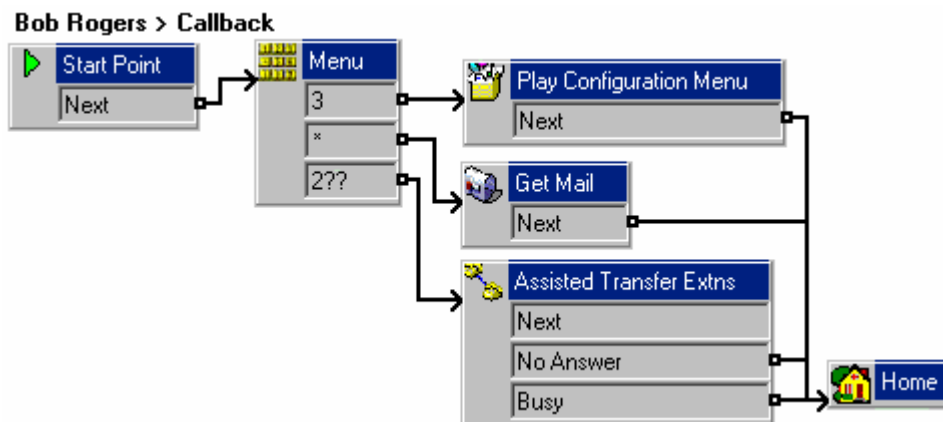 Bob Rogers > Callback
Start Point
Next
Menu
3
*
2??
Play Configuration Menu
Next
Get Mail
Next
Assisted Transfer Extns
Next
No Answer
Busy
Home